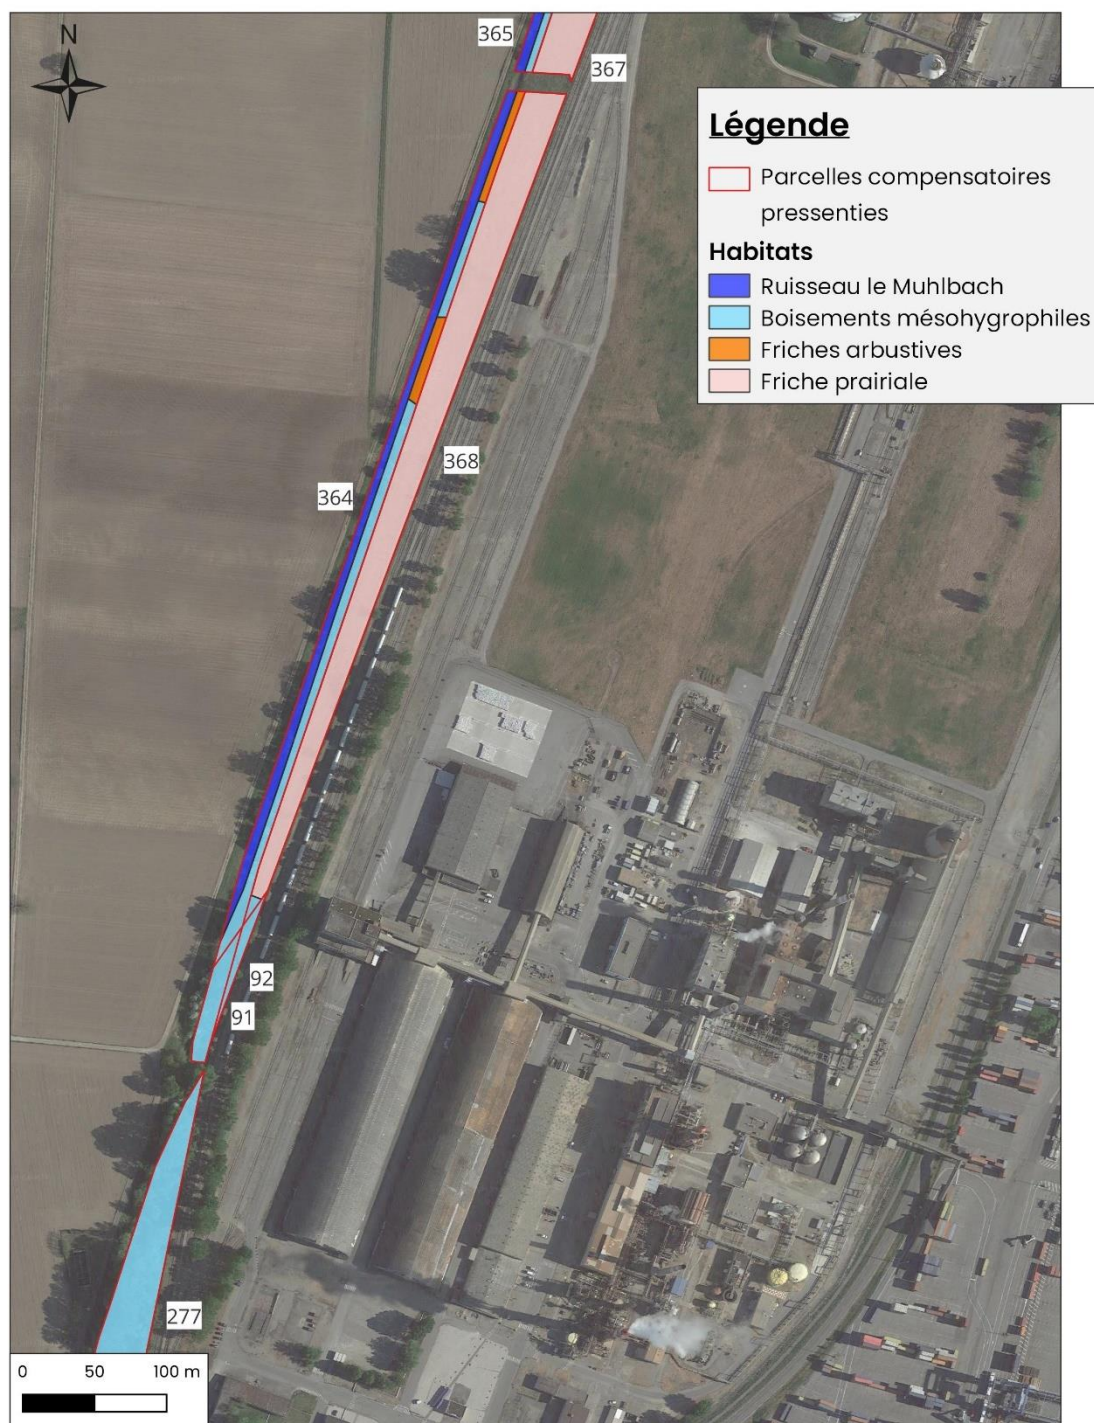 N
365
367
Légende
Parcelles compensatoires
pressenties
Habitats
Ruisseau le Muhlbach
Boisements mésohygrophiles
Friches arbustives
Friche prairiale
368
364
92
91
277
0 50 100 m